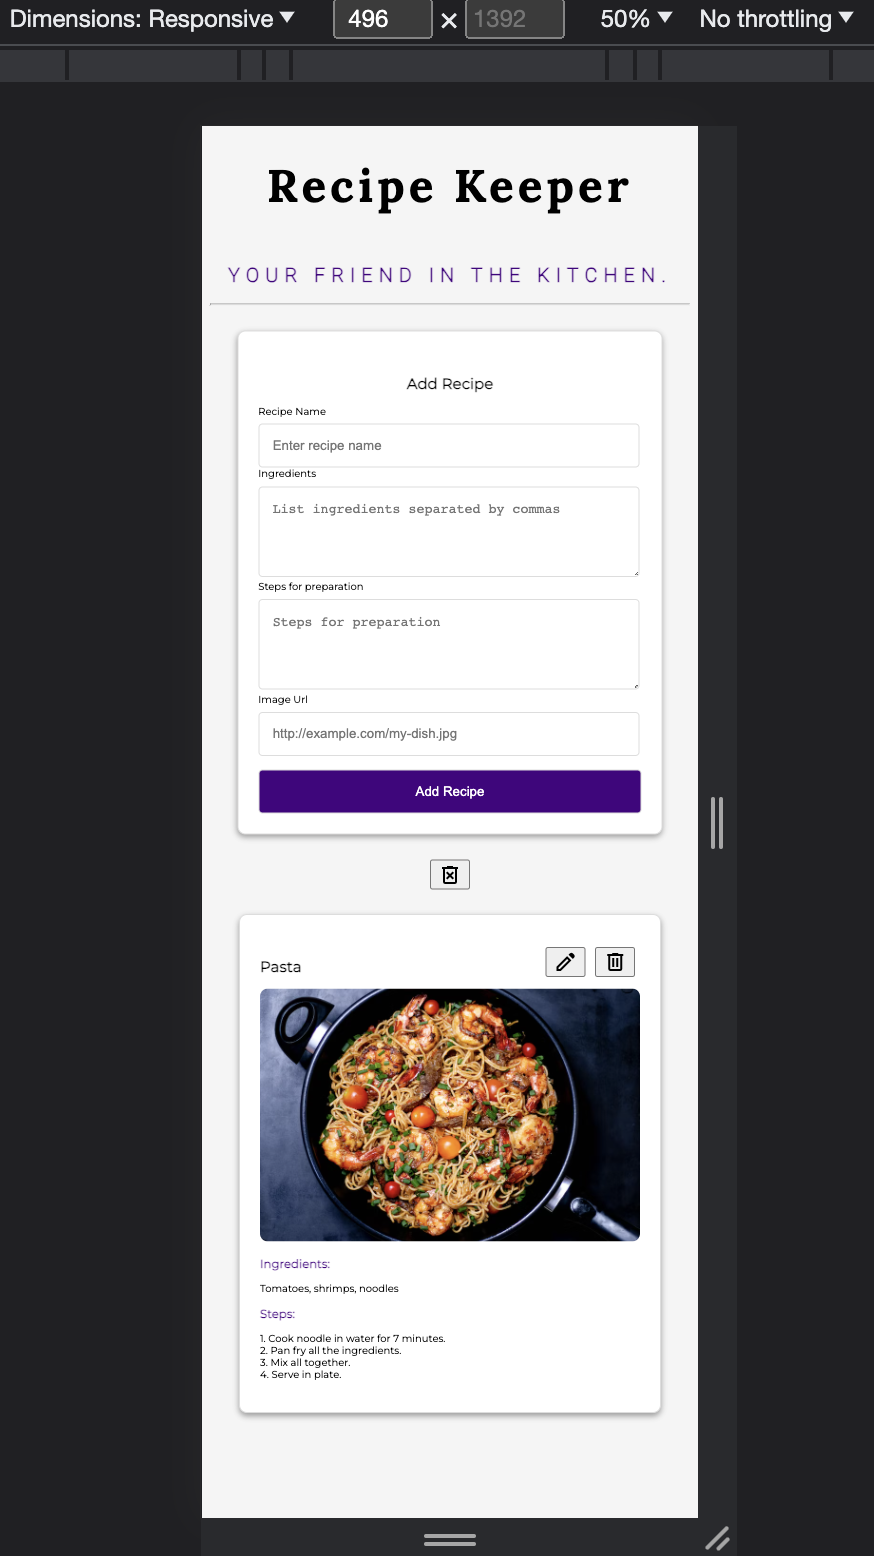 Dimensions: Responsive ▼ 496 × 1392 50% ▼ No throttling ▼
Recipe Keeper
YOUR FRIEND IN THE KITCHEN.
Add Recipe
Recipe Name
Enter recipe name
Ingredients
List ingredients separated by commas
Steps for preparation
Steps for preparation
Image Url
http://example.com/my-dish.jpg
Add Recipe
Pasta
Ingredients:
Tomatoes, shrimps, noodles
Steps:
1. Cook noodle in water for 7 minutes.
2. Pan fry all the ingredients.
3. Mix all together.
4. Serve in plate.